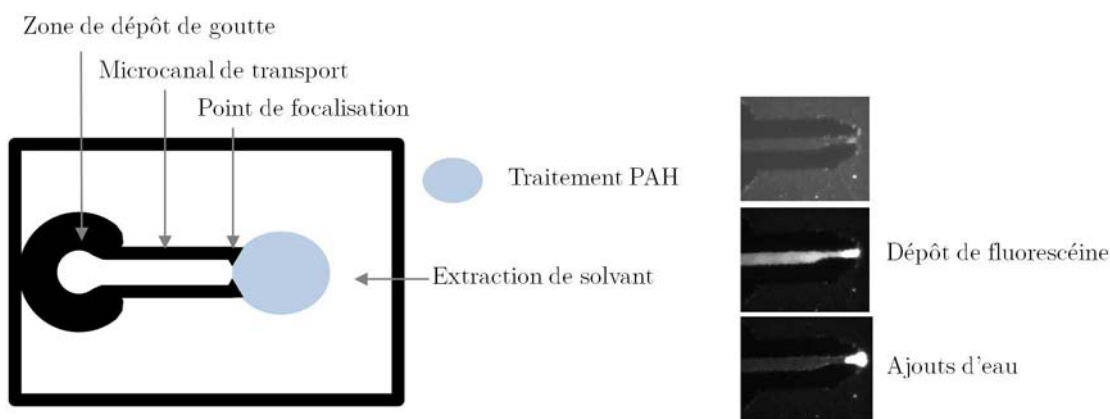 Zone de dépôt de goutte
Microcanal de transport
Point de focalisation
Traitement PAH
Extraction de solvant
Dépôt de fluorescéine
Ajouts d'eau